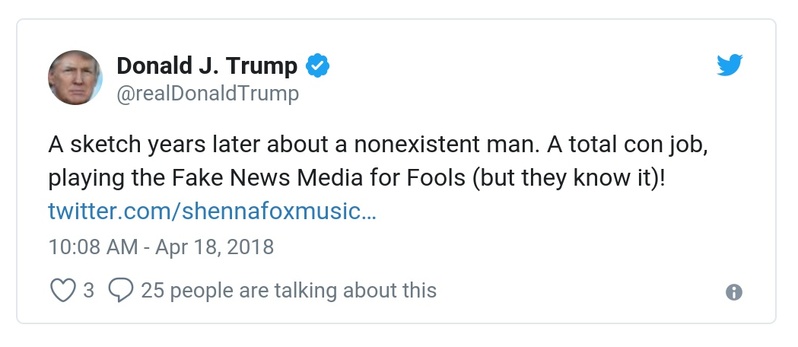 Donald J. Trump
@realDonaldTrump
A sketch years later about a nonexistent man. A total con job,
playing the Fake News Media for Fools (but they know it)!
twitter.com/shennafoxmusic…
10:08 AM - Apr 18, 2018
3 25 people are talking about this